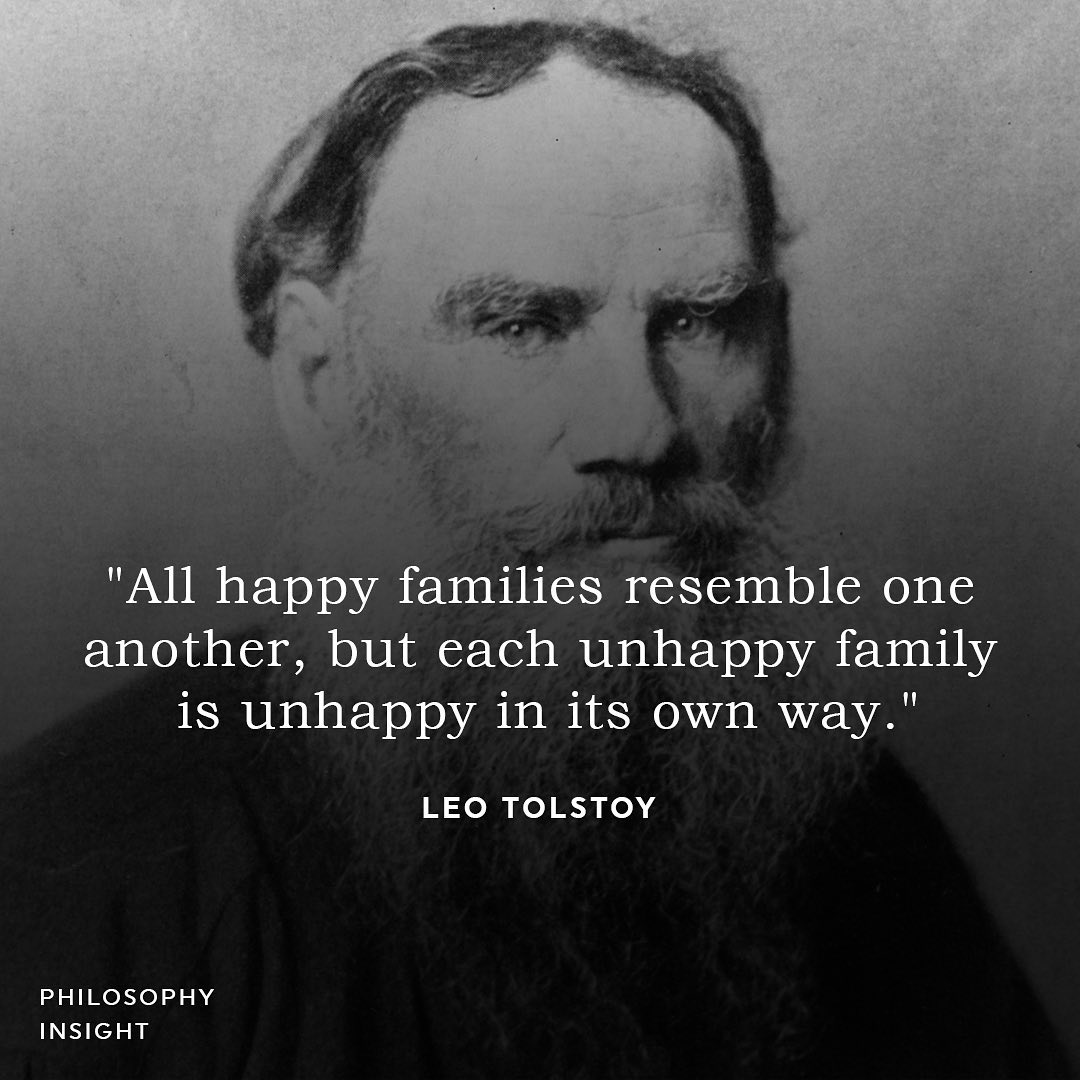 "All happy families resemble one
another, but each unhappy family
is unhappy in its own way."
LEO TOLSTOY
PHILOSOPHY
INSIGHT